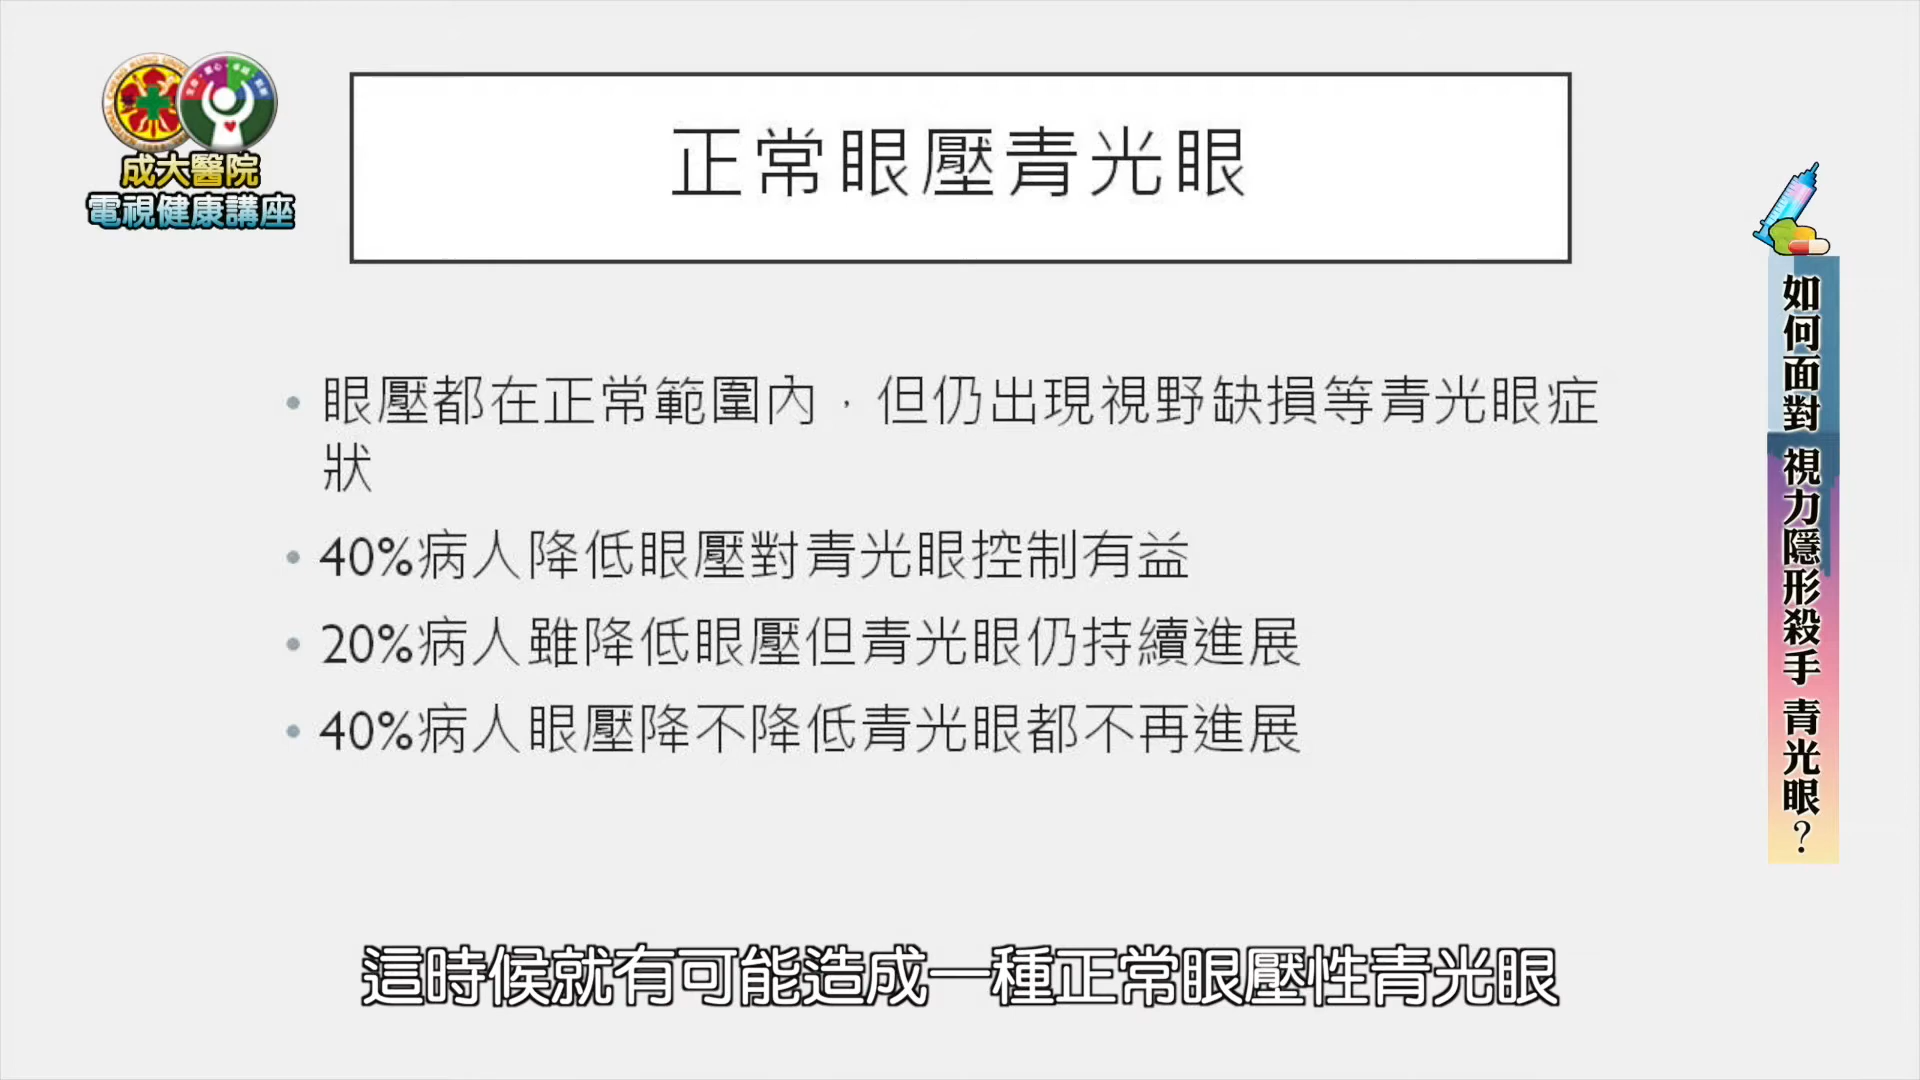 成大醫院
電視健康講座
正常眼壓青光眼
• 眼壓都在正常範圍內，但仍出現視野缺損等青光眼症
狀
• 40%病人降低眼壓對青光眼控制有益
• 20%病人雖降低眼壓但青光眼仍持續進展
• 40%病人眼壓降不降低青光眼都不再進展
如何面對 視力隱形殺手 青光眼？
這時候就有可能造成一種正常眼壓性青光眼